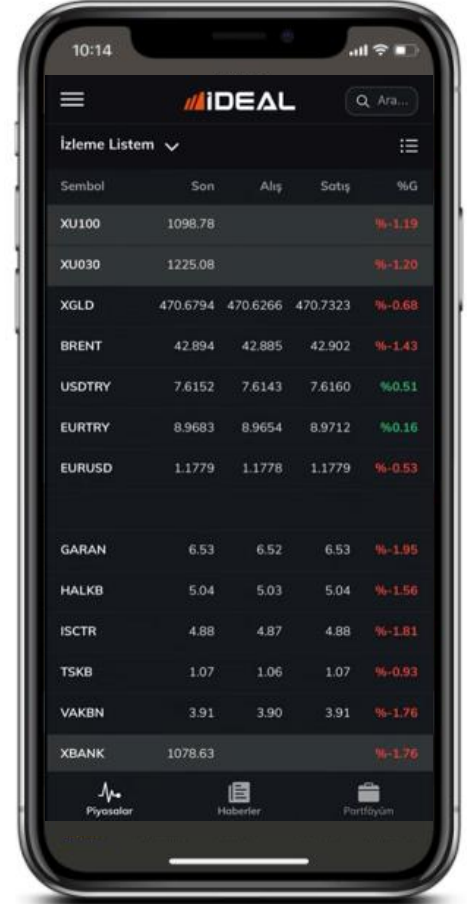 10:14
iDEAL
Ara...
İzleme Listem
Sembol Son Alış Satış %G
XU100 1098.78 %-1.19
XU030 1225.08 %-1.20
XGLD 470.6794 470.6266 470.7323 %-0.68
BRENT 42.894 42.885 42.902 %-1.43
USDTRY 7.6152 7.6143 7.6160 %0.51
EURTRY 8.9683 8.9654 8.9712 %0.16
EURUSD 1.1779 1.1778 1.1779 %-0.53
GARAN 6.53 6.52 6.53 %-1.95
HALKB 5.04 5.03 5.04 %-1.56
ISCTR 4.88 4.87 4.88 %-1.81
TSKB 1.07 1.06 1.07 %-0.93
VAKBN 3.91 3.90 3.91 %-1.76
XBANK 1078.63 %-1.76
Piyasalar Haberler Portföyüm